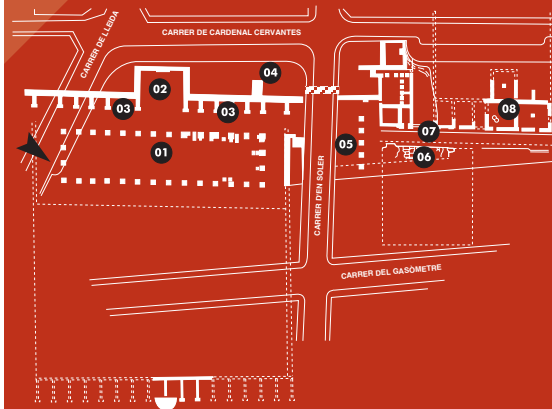 CARRER DE LLEIDA
CARRER DE CARDENAL CERVANTES
04
02
03
03
08
07
01
05
06
CARRER D'EN SOLER
CARRER DEL GASÒMETRE